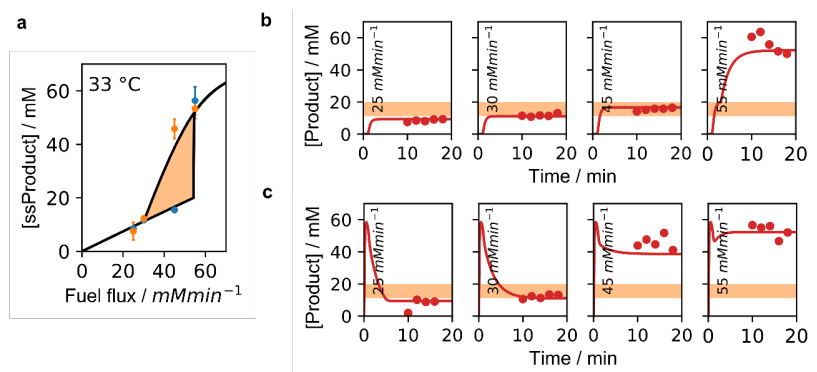 a
33 °C
[ssProduct] / mM
60
40
20
0
0 20 40 60
Fuel flux / mMmin⁻¹
b
[Product] / mM
60
40
20
0
25 mMmin⁻¹
30 mMmin⁻¹
45 mMmin⁻¹
55 mMmin⁻¹
0 10 20 0 10 20 0 10 20 0 10 20
Time / min
c
[Product] / mM
60
40
20
0
25 mMmin⁻¹
30 mMmin⁻¹
45 mMmin⁻¹
55 mMmin⁻¹
0 10 20 0 10 20 0 10 20 0 10 20
Time / min